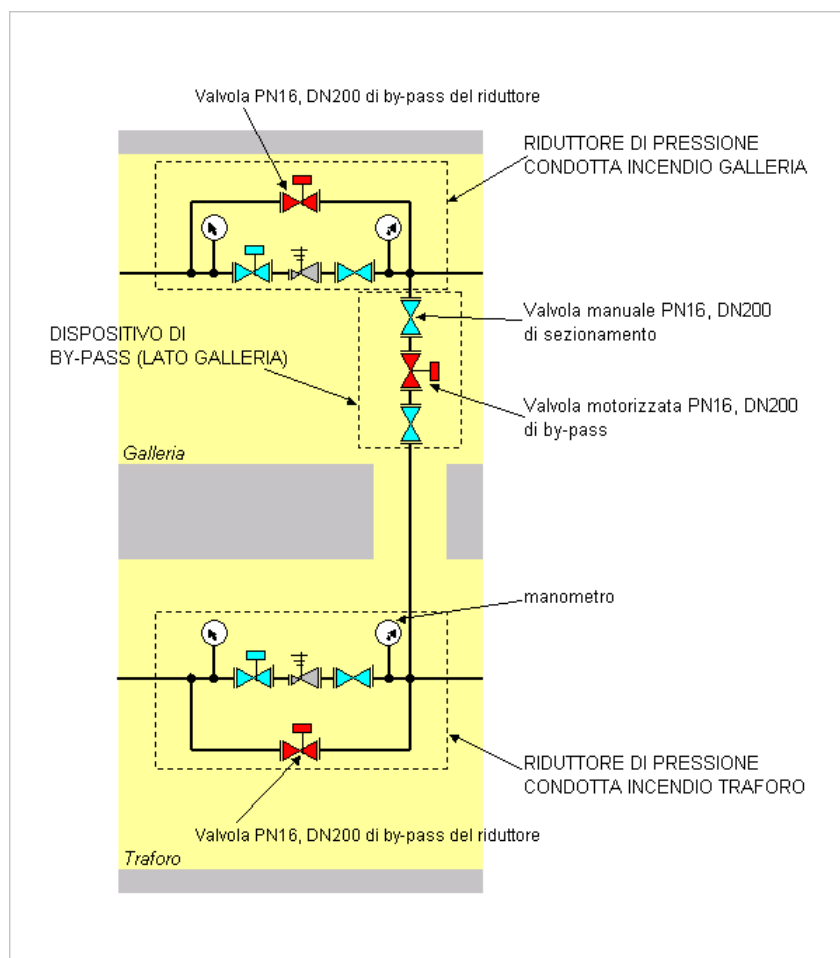 Valvola PN16, DN200 di by-pass del riduttore
RIDUTTORE DI PRESSIONE
CONDOTTA INCENDIO GALLERIA
Valvola manuale PN16, DN200
di sezionamento
DISPOSITIVO DI
BY-PASS (LATO GALLERIA)
Valvola motorizzata PN16, DN200
di by-pass
Galleria
manometro
RIDUTTORE DI PRESSIONE
CONDOTTA INCENDIO TRAFORO
Valvola PN16, DN200 di by-pass del riduttore
Traforo